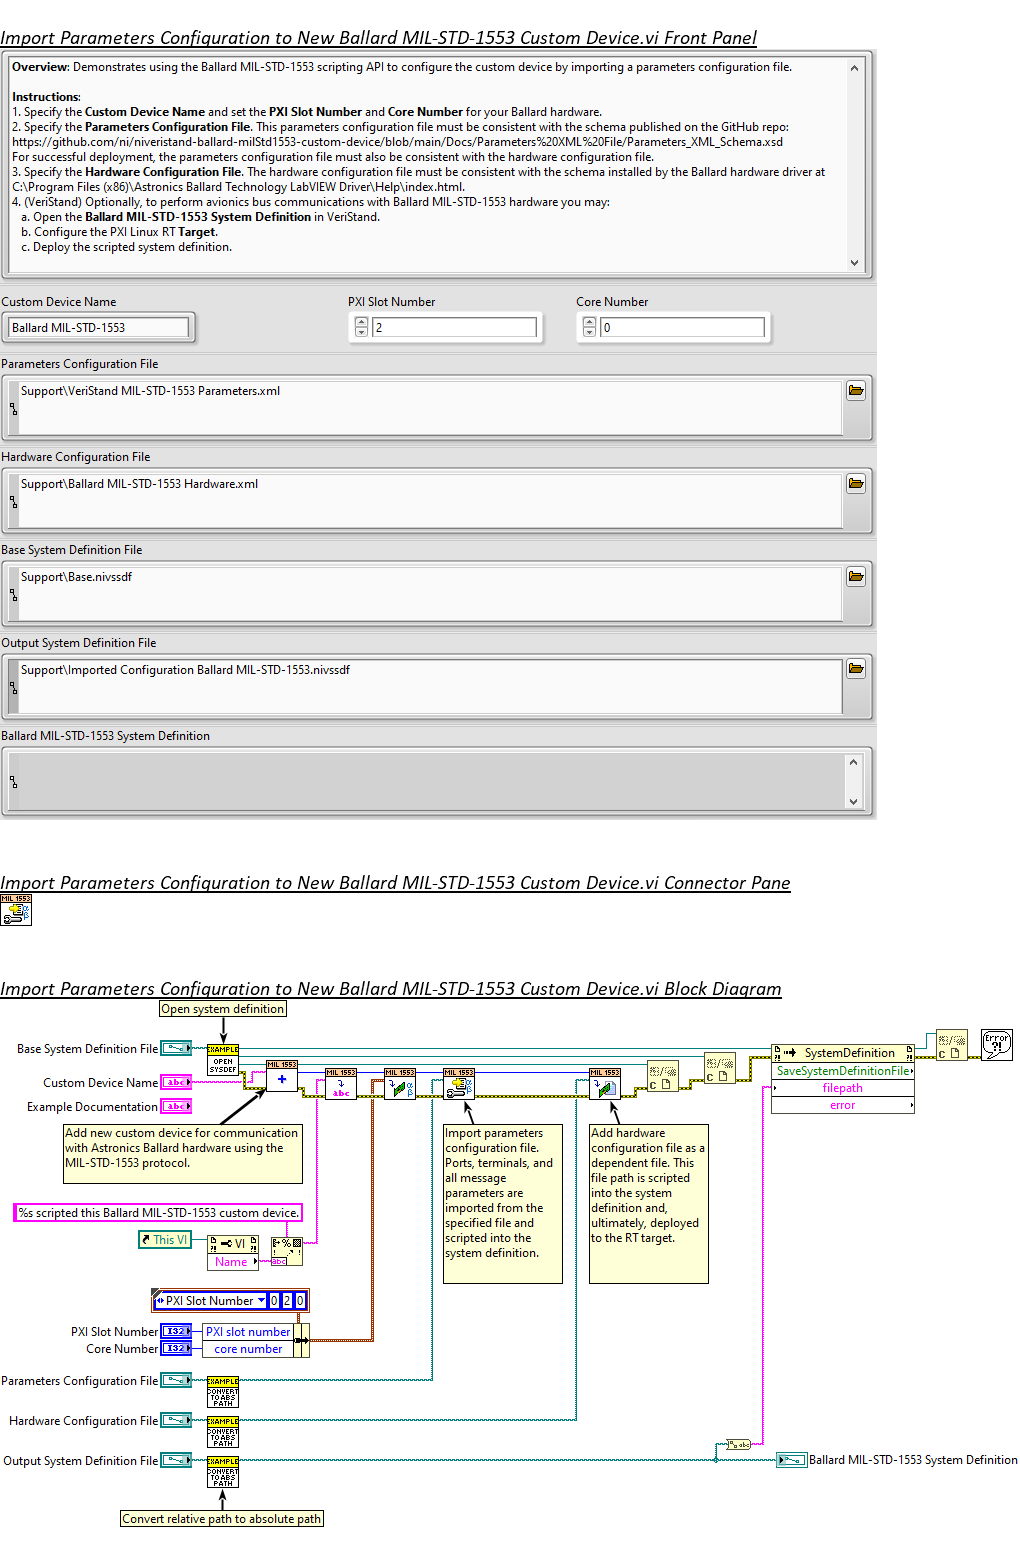 Import Parameters Configuration to New Ballard MIL-STD-1553 Custom Device.vi Front Panel
Overview: Demonstrates using the Ballard MIL-STD-1553 scripting API to configure the custom device by importing a parameters configuration file.
Instructions:
1. Specify the Custom Device Name and set the PXI Slot Number and Core Number for your Ballard hardware.
2. Specify the Parameters Configuration File. This parameters configuration file must be consistent with the schema published on the GitHub repo:
https://github.com/ni/niveristand-ballard-milStd1553-custom-device/blob/main/Docs/Parameters%20XML%20File/Parameters_XML_Schema.xsd
For successful deployment, the parameters configuration file must also be consistent with the hardware configuration file.
3. Specify the Hardware Configuration File. The hardware configuration file must be consistent with the schema installed by the Ballard hardware driver at
C:\Program Files (x86)\Astronics Ballard Technology LabVIEW Driver\Help\index.html.
4. (VeriStand) Optionally, to perform avionics bus communications with Ballard MIL-STD-1553 hardware you may:
a. Open the Ballard MIL-STD-1553 System Definition in VeriStand.
b. Configure the PXI Linux RT Target.
c. Deploy the scripted system definition.
Custom Device Name
PXI Slot Number
Core Number
Ballard MIL-STD-1553
2
0
Parameters Configuration File
Support\VeriStand MIL-STD-1553 Parameters.xml
Hardware Configuration File
Support\Ballard MIL-STD-1553 Hardware.xml
Base System Definition File
Support\Base.nivssdf
Output System Definition File
Support\Imported Configuration Ballard MIL-STD-1553.nivssdf
Ballard MIL-STD-1553 System Definition
Import Parameters Configuration to New Ballard MIL-STD-1553 Custom Device.vi Connector Pane
MIL 1553
αβ
Import Parameters Configuration to New Ballard MIL-STD-1553 Custom Device.vi Block Diagram
Open system definition
Base System Definition File
EXAMPLE
OPEN
SYSDEF
Custom Device Name
abc
Example Documentation
abc
MIL 1553
+
MIL 1553
abc
MIL 1553
αβ
MIL 1553
αβ
MIL 1553
C
C
SystemDefinition
SaveSystemDefinitionFile
filepath
error
C
Error
?!
Add new custom device for communication
with Astronics Ballard hardware using the
MIL-STD-1553 protocol.
Import parameters
configuration file.
Ports, terminals, and
all message
parameters are
imported from the
specified file and
scripted into the
system definition.
Add hardware
configuration file as a
dependent file. This
file path is scripted
into the system
definition and,
ultimately, deployed
to the RT target.
%s scripted this Ballard MIL-STD-1553 custom device.
This VI
VI
Name
abc
PXI Slot Number
0
2
0
PXI Slot Number
I32
PXI slot number
Core Number
I32
core number
Parameters Configuration File
EXAMPLE
CONVERT
TO ABS
PATH
Hardware Configuration File
EXAMPLE
CONVERT
TO ABS
PATH
Output System Definition File
EXAMPLE
CONVERT
TO ABS
PATH
abc
Ballard MIL-STD-1553 System Definition
Convert relative path to absolute path